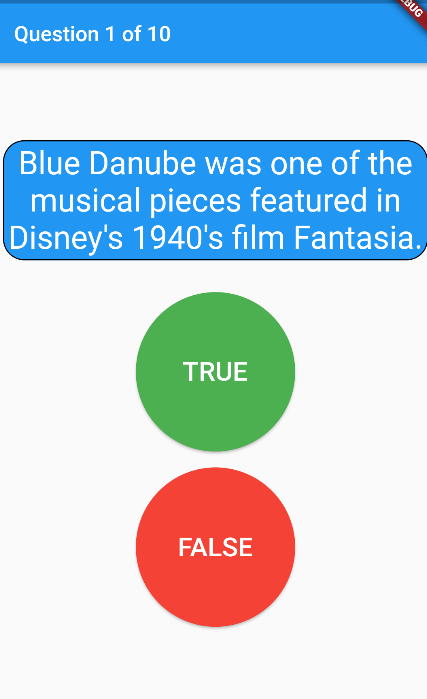 Question 1 of 10
Blue Danube was one of the
musical pieces featured in
Disney's 1940's film Fantasia.
TRUE
FALSE